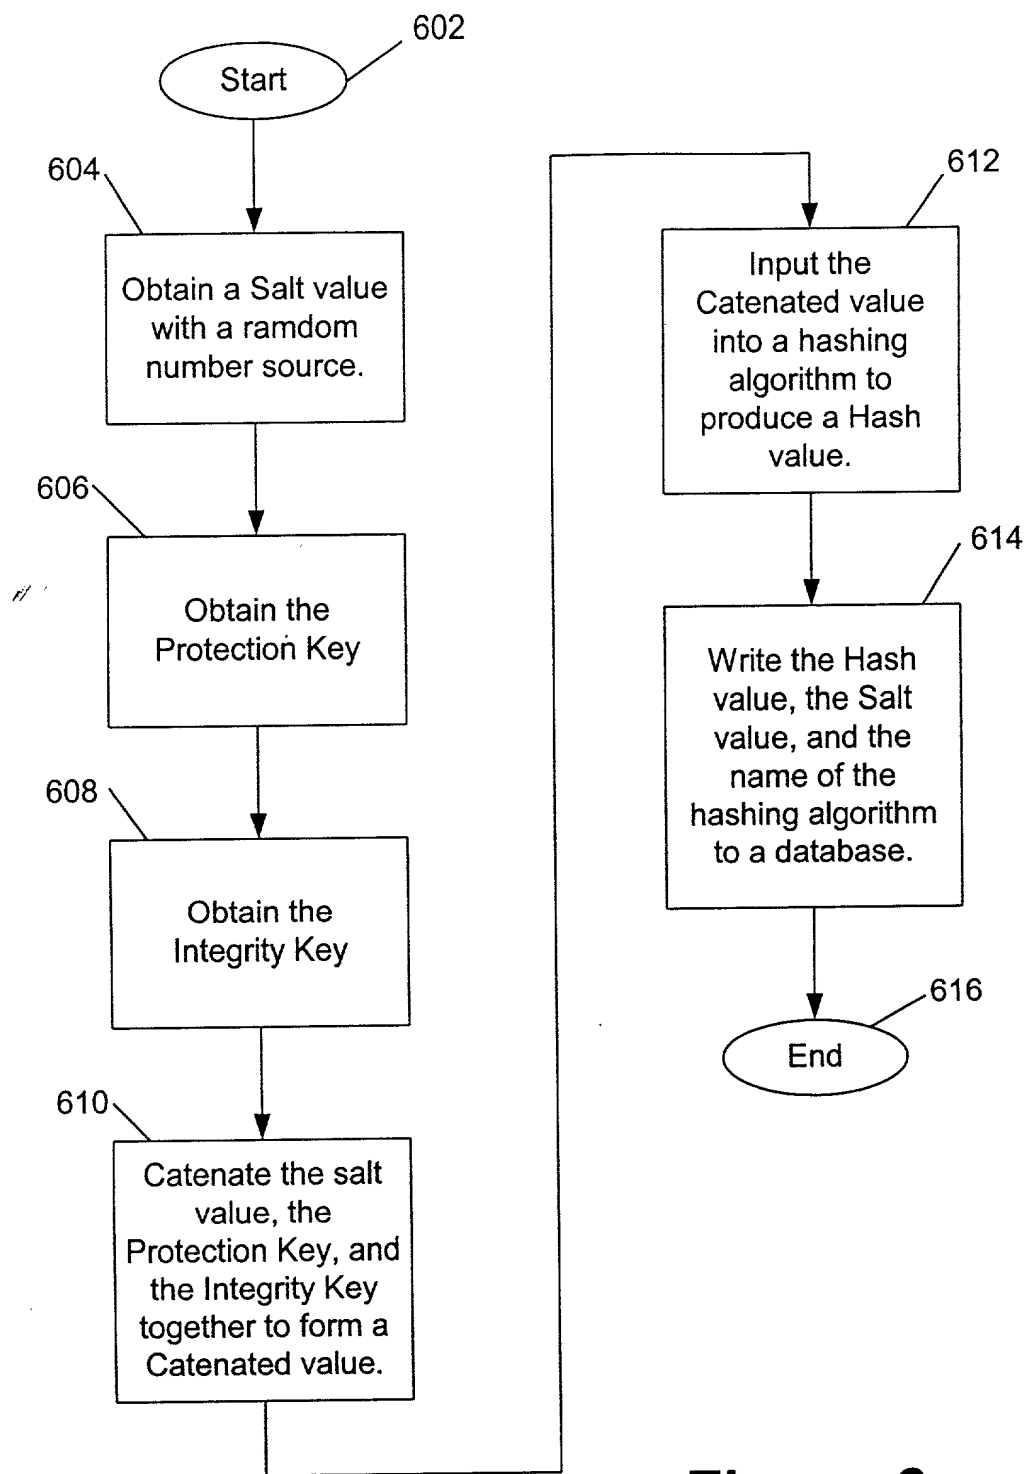 602
Start
604
Obtain a Salt value
with a ramdom
number source.
606
Obtain the
Protection Key
608
Obtain the
Integrity Key
610
Catenate the salt
value, the
Protection Key, and
the Integrity Key
together to form a
Catenated value.
612
Input the
Catenated value
into a hashing
algorithm to
produce a Hash
value.
614
Write the Hash
value, the Salt
value, and the
name of the
hashing algorithm
to a database.
616
End